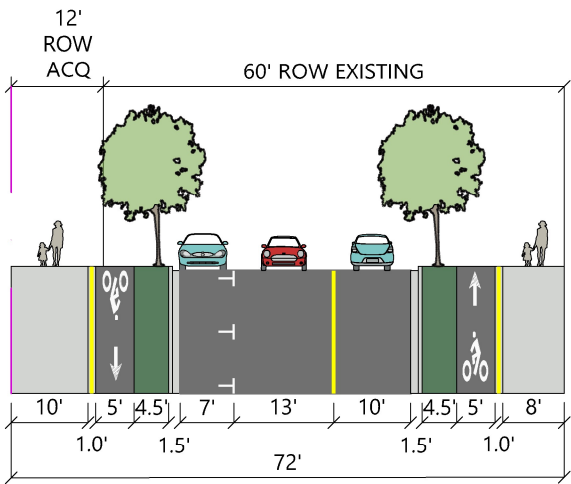 12'
ROW
ACQ
60' ROW EXISTING
10' 5' 4.5' 7' 13' 10' 4.5' 5' 8'
1.0' 1.5' 1.5' 1.0'
72'